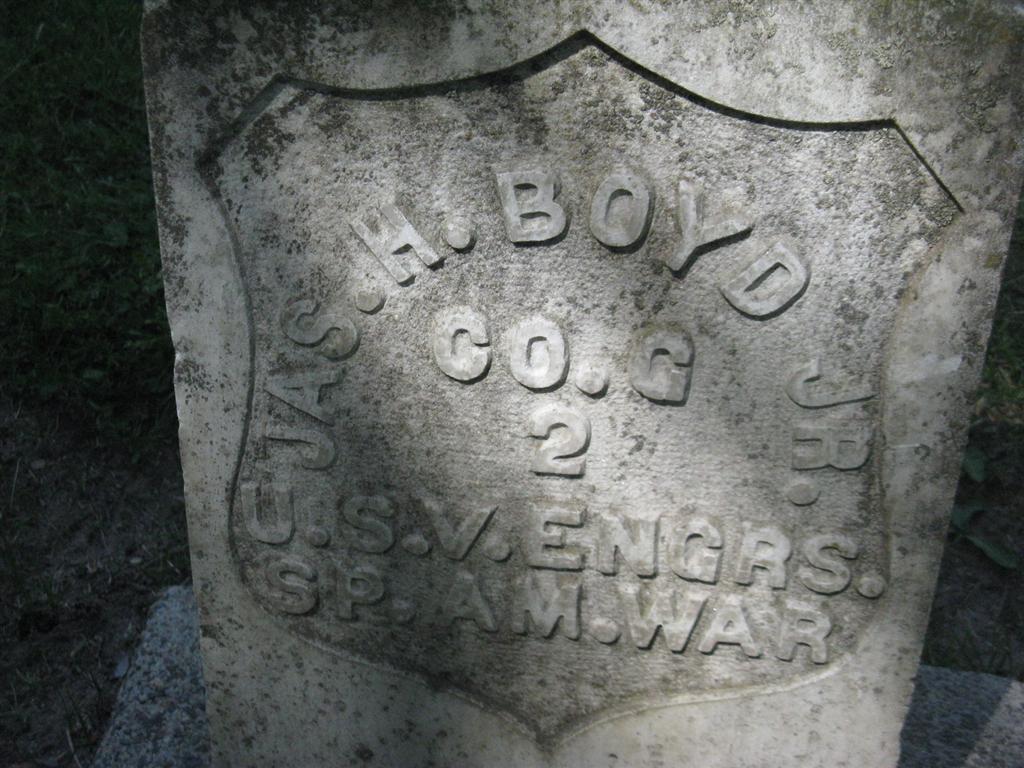 JAS. H. BOYD JR.
CO. G
2
U.S.V. ENGRS.
SP. AM. WAR